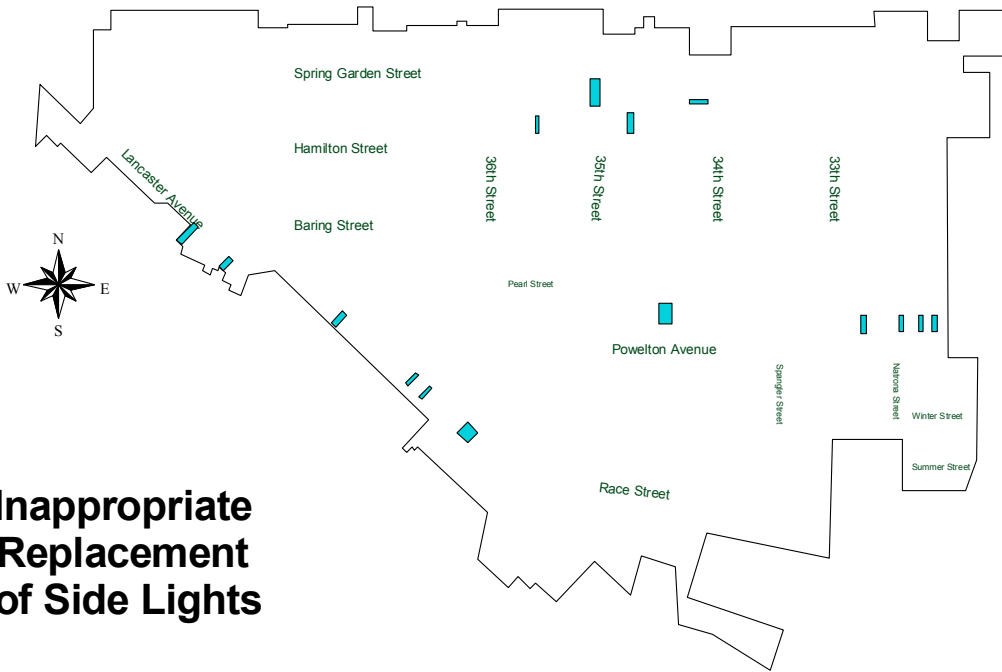 Spring Garden Street
Hamilton Street
Lancaster Avenue
36th Street
35th Street
34th Street
33th Street
Baring Street
N
W
E
S
Pearl Street
Powelton Avenue
Spangler Street
Natrona Street
Winter Street
Summer Street
Race Street
Inappropriate
Replacement
of Side Lights